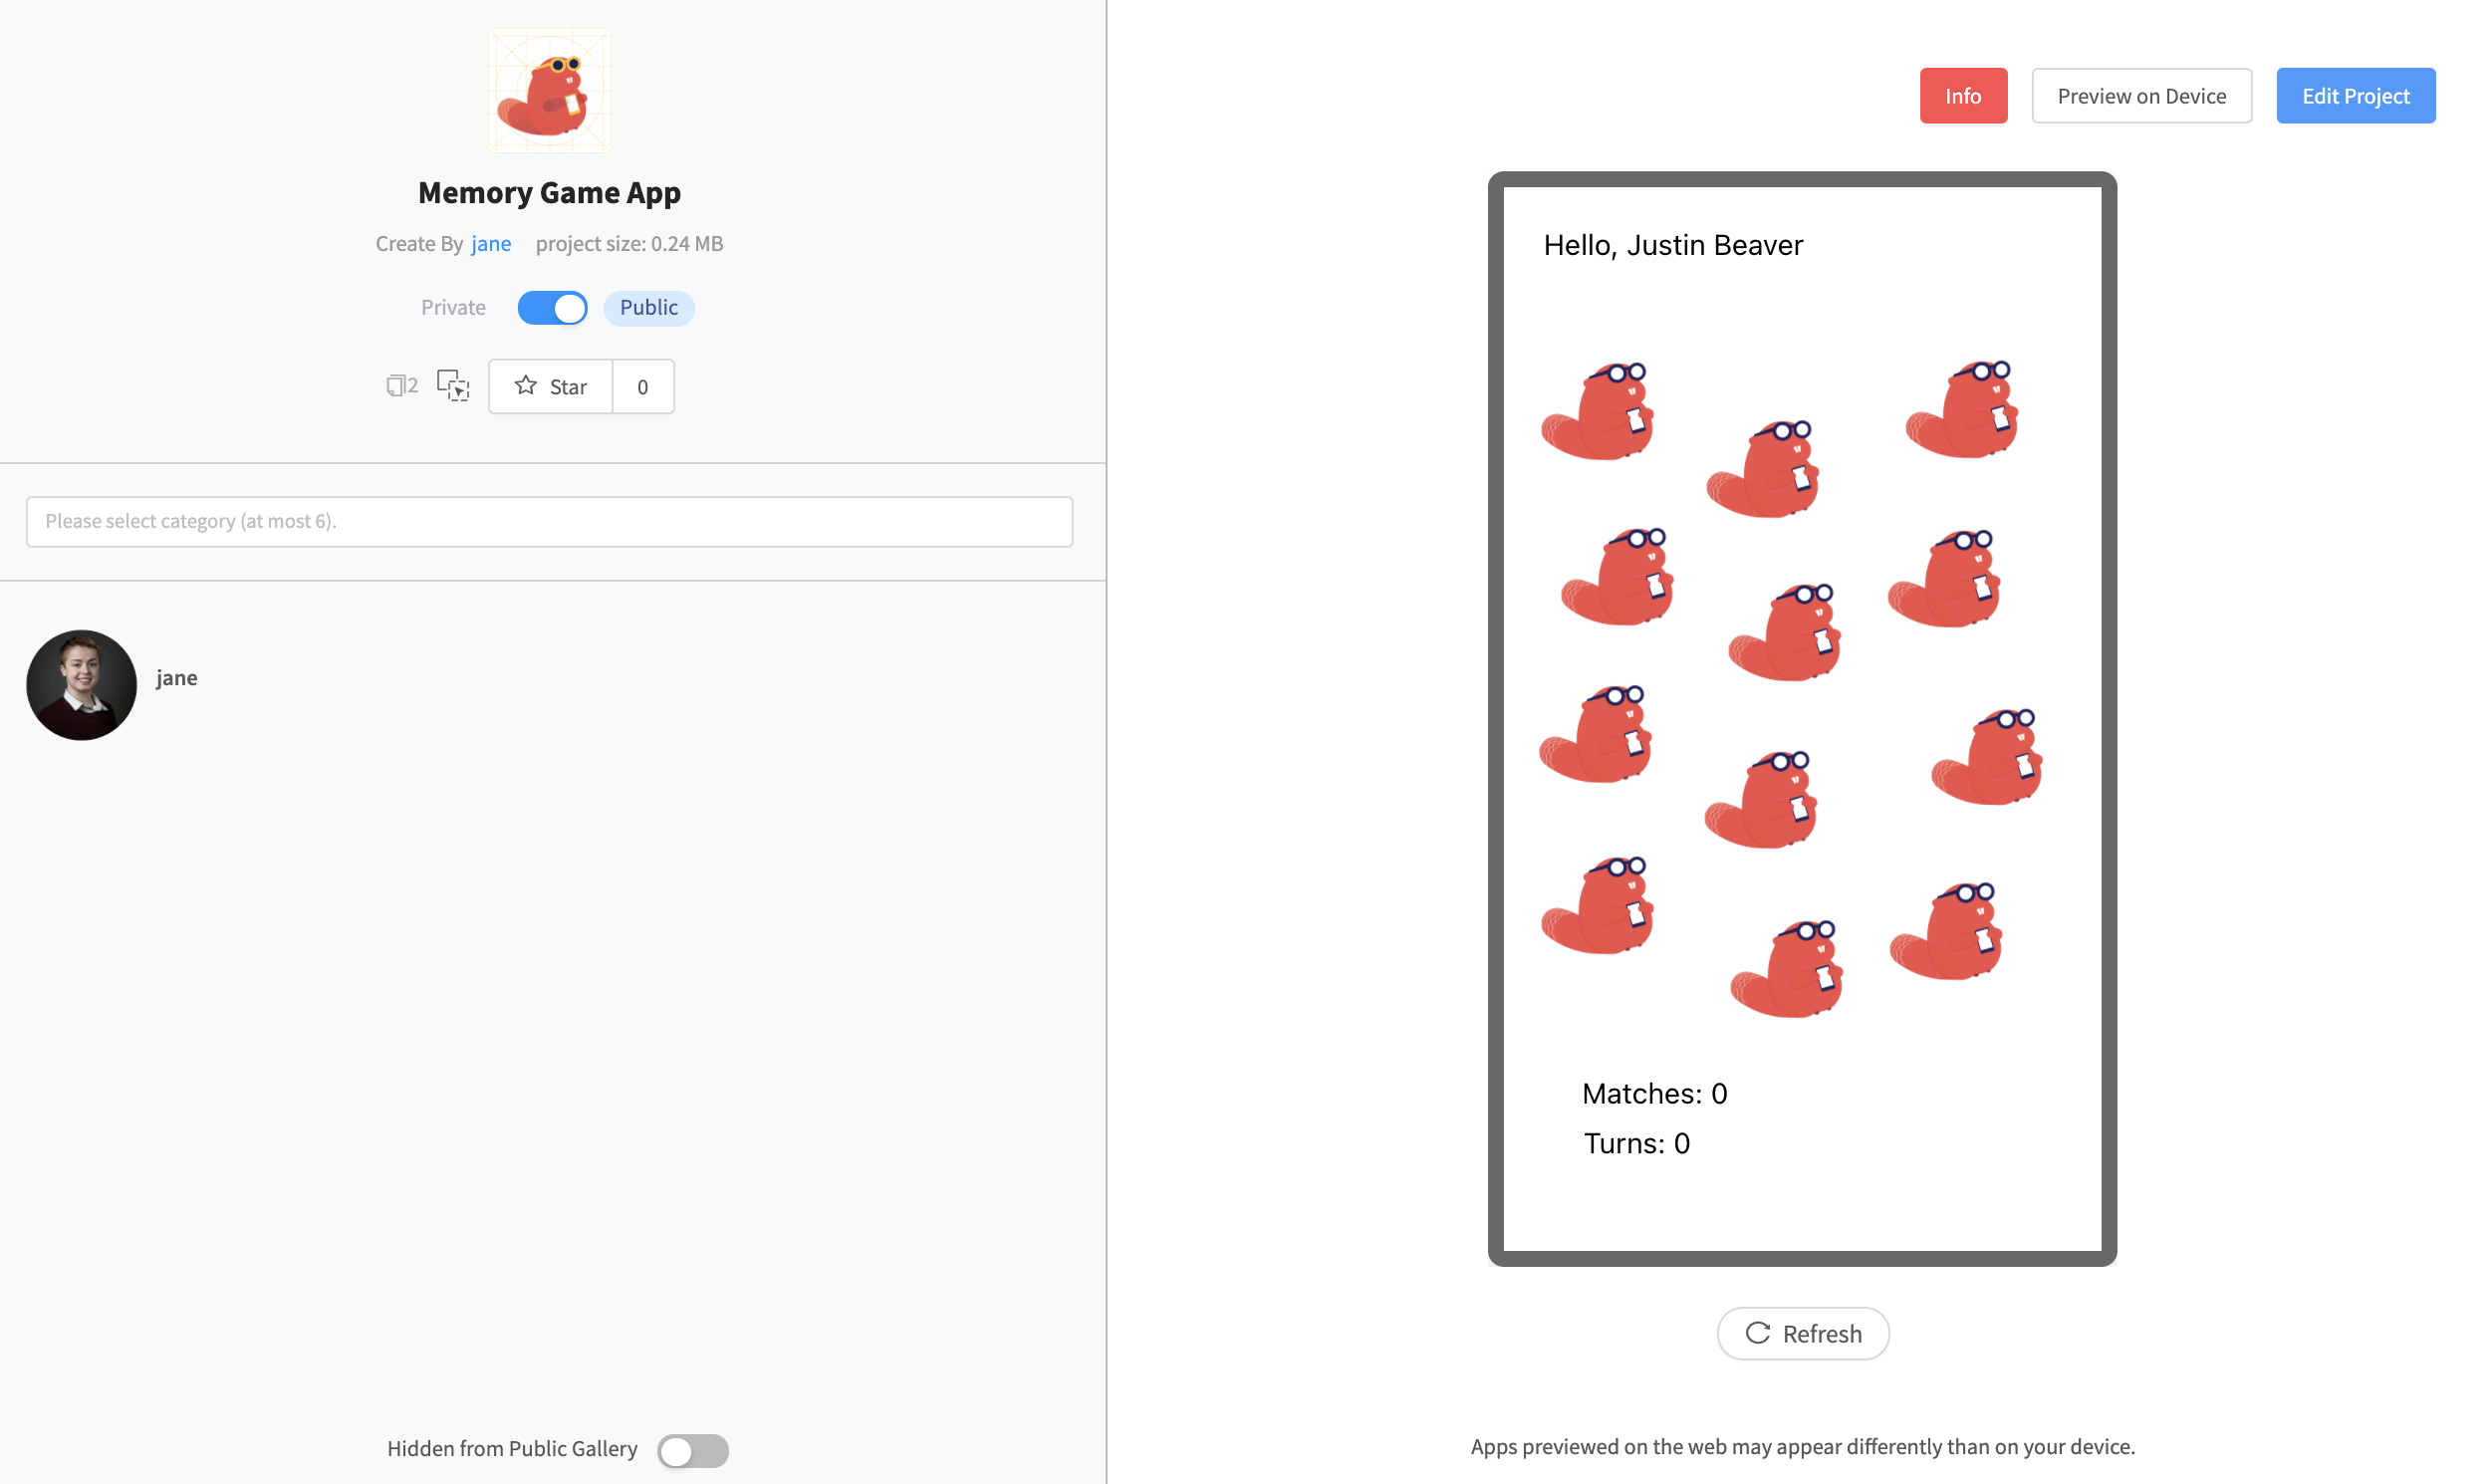 Memory Game App
Create By jane project size: 0.24 MB
Private Public
2 Star 0
Please select category (at most 6).
jane
Hidden from Public Gallery
Info Preview on Device Edit Project
Hello, Justin Beaver
Matches: 0
Turns: 0
Refresh
Apps previewed on the web may appear differently than on your device.